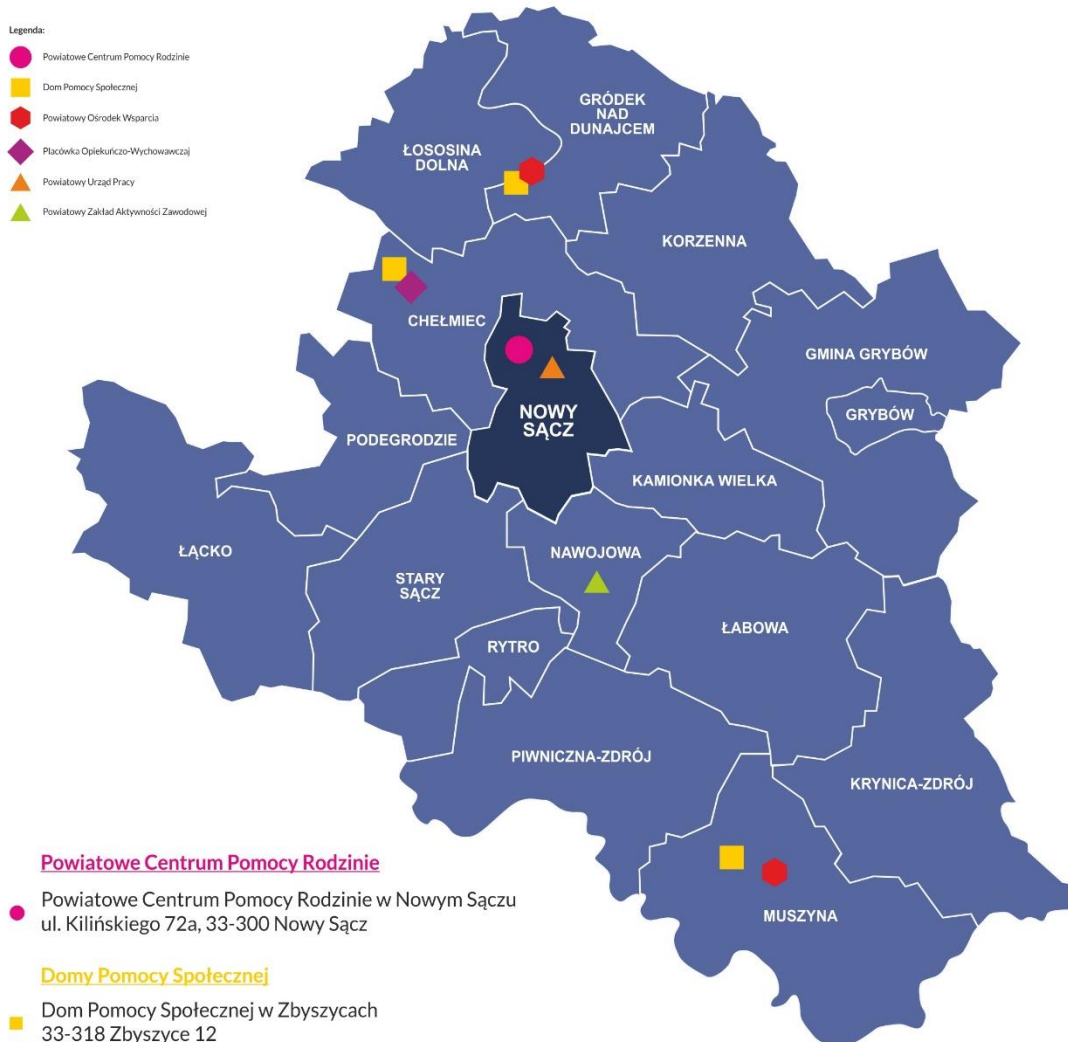 Legenda:
Powiatowe Centrum Pomocy Rodzinie
Dom Pomocy Społecznej
Powiatowy Ośrodek Wsparcia
Placówka Opiekuńczo-Wychowawczaj
Powiatowy Urząd Pracy
Powiatowy Zakład Aktywności Zawodowej
GRÓDEK
NAD
DUNAJCEM
ŁOSOSINA
DOLNA
KORZENNA
CHEŁMIEC
GMINA GRYBÓW
GRYBÓW
NOWY
SĄCZ
PODEGRODZIE
KAMIONKA WIELKA
ŁĄCKO
NAWOJOWA
STARY
SĄCZ
ŁABOWA
RYTRO
PIWNICZNA-ZDRÓJ
KRYNICA-ZDRÓJ
MUSZYNA
Powiatowe Centrum Pomocy Rodzinie
Powiatowe Centrum Pomocy Rodzinie w Nowym Sączu
ul. Kilińskiego 72a, 33-300 Nowy Sącz
Domy Pomocy Społecznej
Dom Pomocy Społecznej w Zbyszycach
33-318 Zbyszyce 12